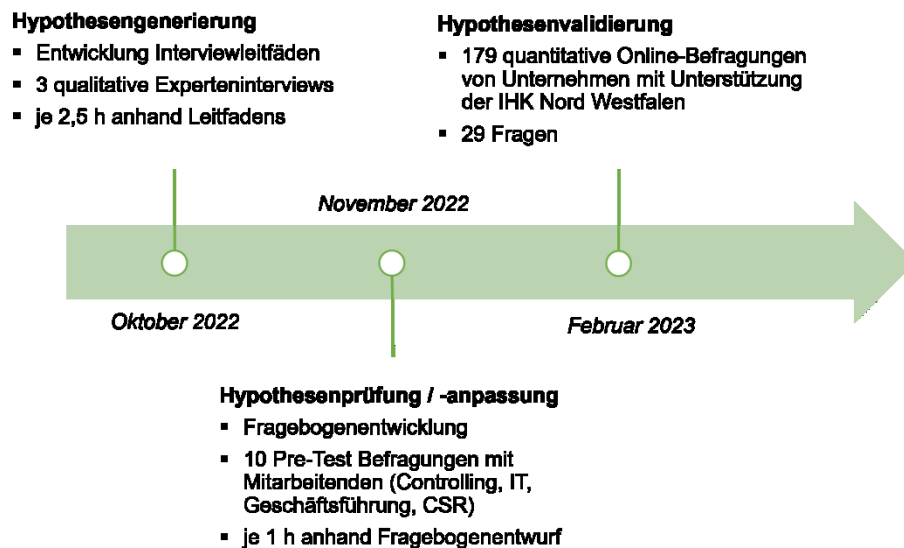 Hypothesengenerierung
▪ Entwicklung Interviewleitfäden
▪ 3 qualitative Experteninterviews
▪ je 2,5 h anhand Leitfadens
Hypothesenvalidierung
▪ 179 quantitative Online-Befragungen
von Unternehmen mit Unterstützung
der IHK Nord Westfalen
▪ 29 Fragen
November 2022
Oktober 2022
Februar 2023
Hypothesenprüfung / -anpassung
▪ Fragebogenentwicklung
▪ 10 Pre-Test Befragungen mit
Mitarbeitenden (Controlling, IT,
Geschäftsführung, CSR)
▪ je 1 h anhand Fragebogenentwurf